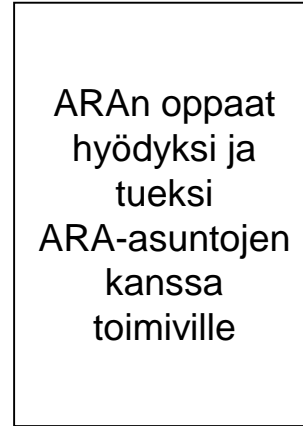 ARAn oppaat
hyödyksi ja
tueksi
ARA-asuntojen
kanssa
toimiville